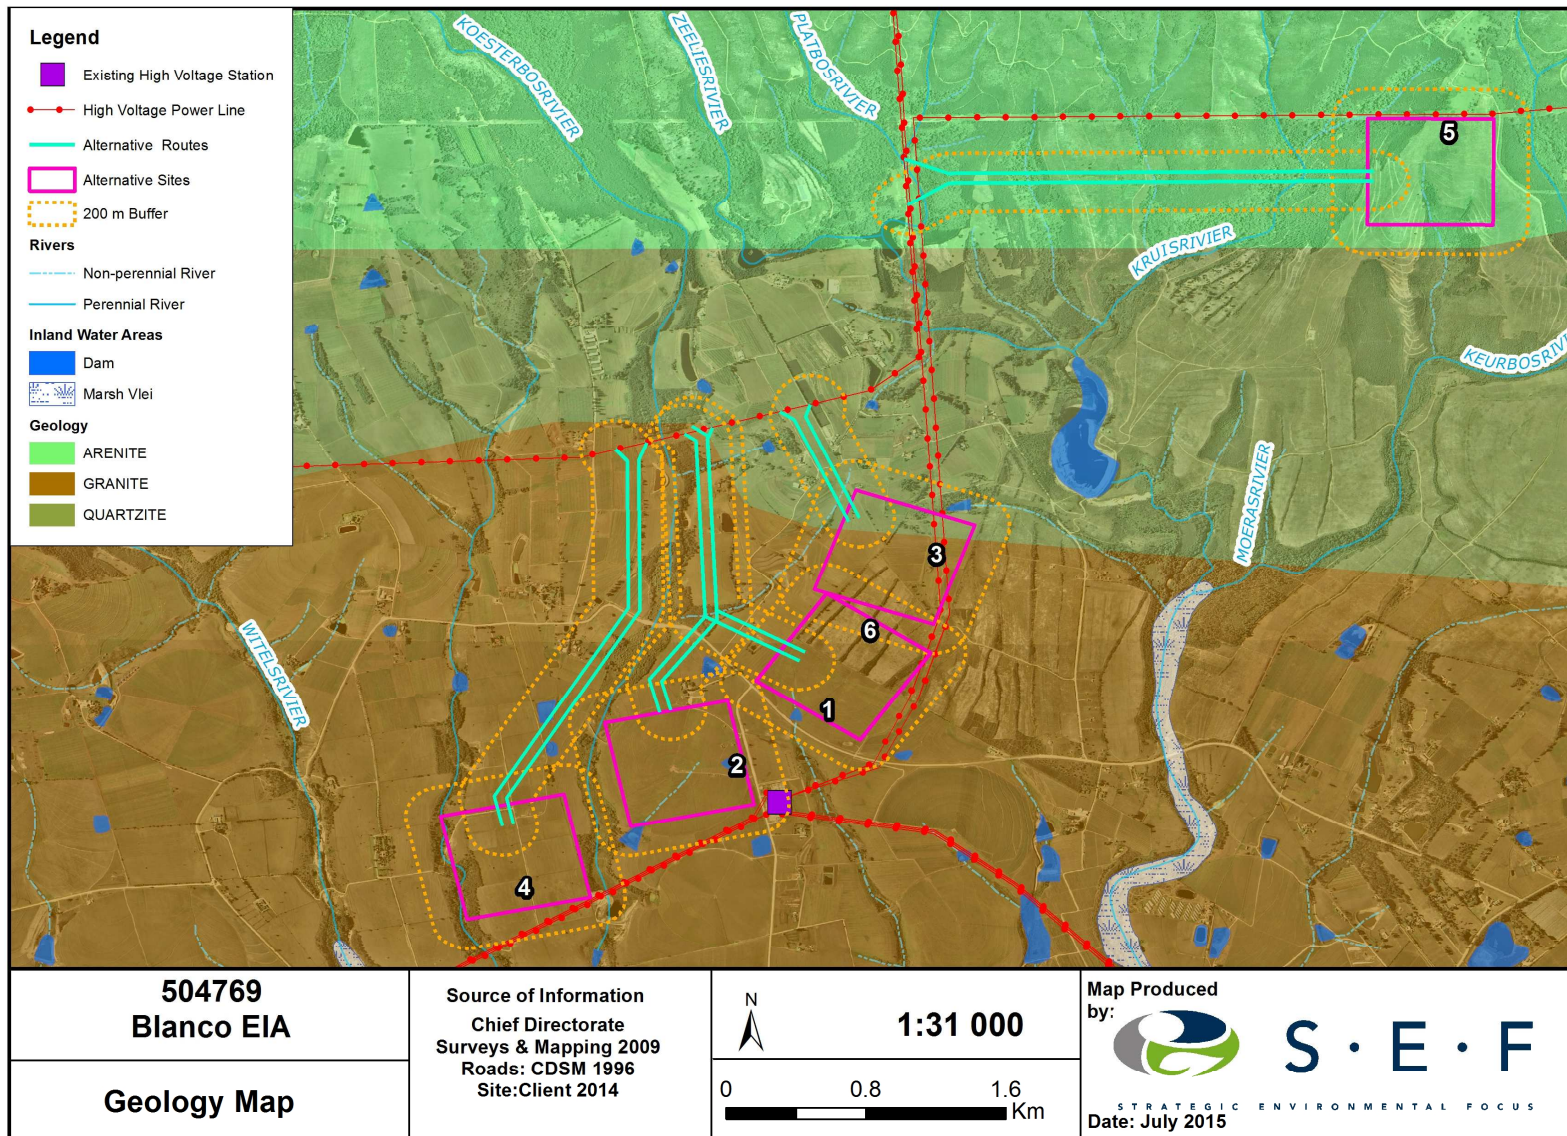 Legend
Existing High Voltage Station
High Voltage Power Line
Alternative Routes
Alternative Sites
200 m Buffer
Rivers
Non-perennial River
Perennial River
Inland Water Areas
Dam
Marsh Vlei
Geology
ARENITE
GRANITE
QUARTZITE
KOESTERBOSRIVIER
ZEELIESRIVIER
PLATBOSRIVIER
5
KRUISRIVIER
KEURBOSRIV
MOERASRIVIER
WITELSRIVIER
3
6
1
2
4
504769
Blanco EIA
Geology Map
Source of Information
Chief Directorate
Surveys & Mapping 2009
Roads: CDSM 1996
Site:Client 2014
N
1:31 000
0 0.8 1.6
Km
Map Produced
by:
S·E·F
STRATEGIC ENVIRONMENTAL FOCUS
Date: July 2015